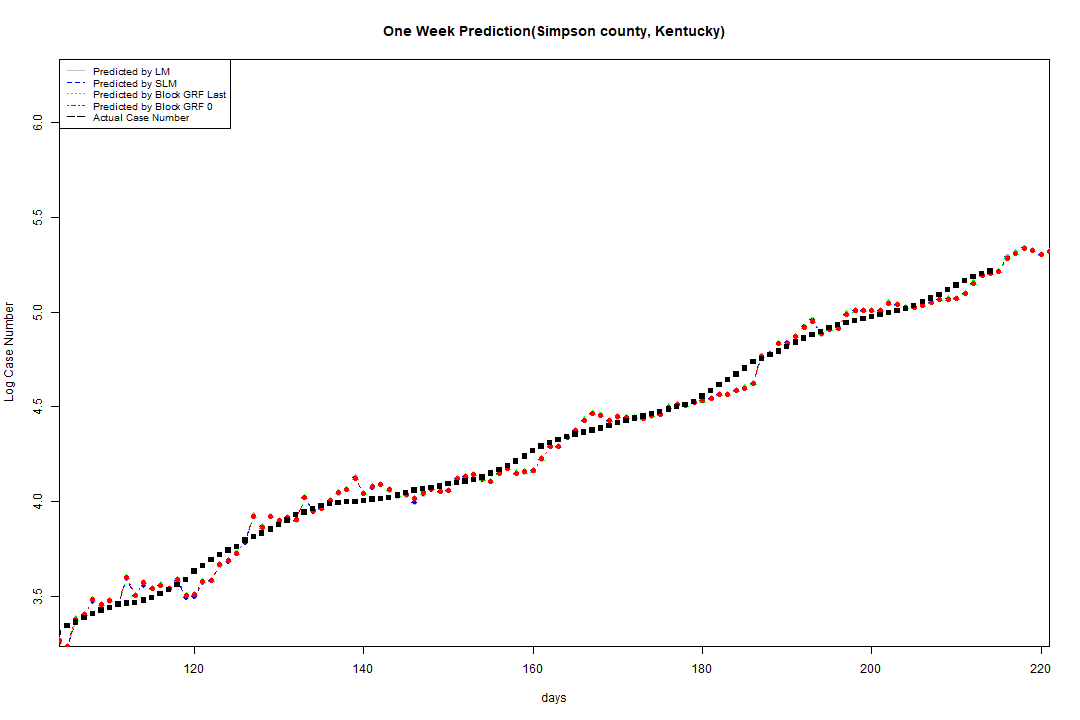 One Week Prediction(Simpson county, Kentucky)
Predicted by LM
Predicted by SLM
Predicted by Block GRF Last
Predicted by Block GRF 0
Actual Case Number
6.0
5.5
5.0
4.5
4.0
3.5
Log Case Number
120 140 160 180 200 220
days